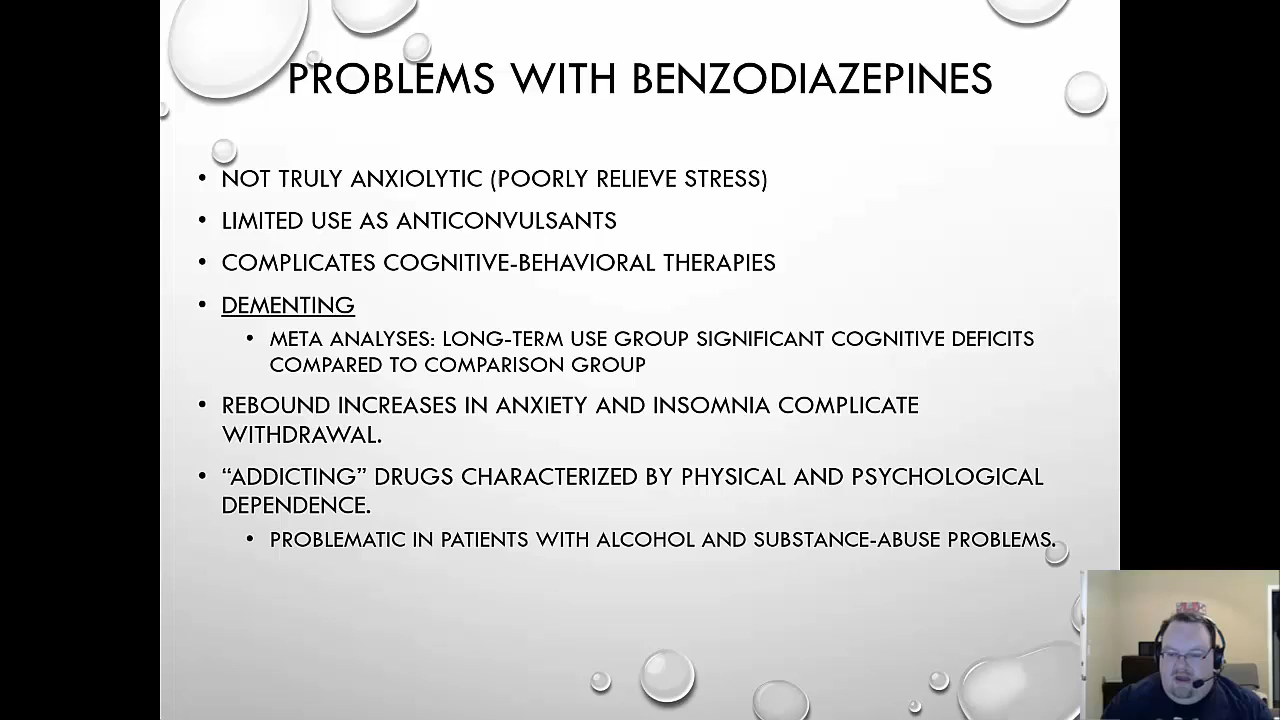 PROBLEMS WITH BENZODIAZEPINES
• NOT TRULY ANXIOLYTIC (POORLY RELIEVE STRESS)
• LIMITED USE AS ANTICONVULSANTS
• COMPLICATES COGNITIVE-BEHAVIORAL THERAPIES
• DEMENTING
• META ANALYSES: LONG-TERM USE GROUP SIGNIFICANT COGNITIVE DEFICITS
COMPARED TO COMPARISON GROUP
• REBOUND INCREASES IN ANXIETY AND INSOMNIA COMPLICATE
WITHDRAWAL.
• “ADDICTING” DRUGS CHARACTERIZED BY PHYSICAL AND PSYCHOLOGICAL
DEPENDENCE.
• PROBLEMATIC IN PATIENTS WITH ALCOHOL AND SUBSTANCE-ABUSE PROBLEMS.